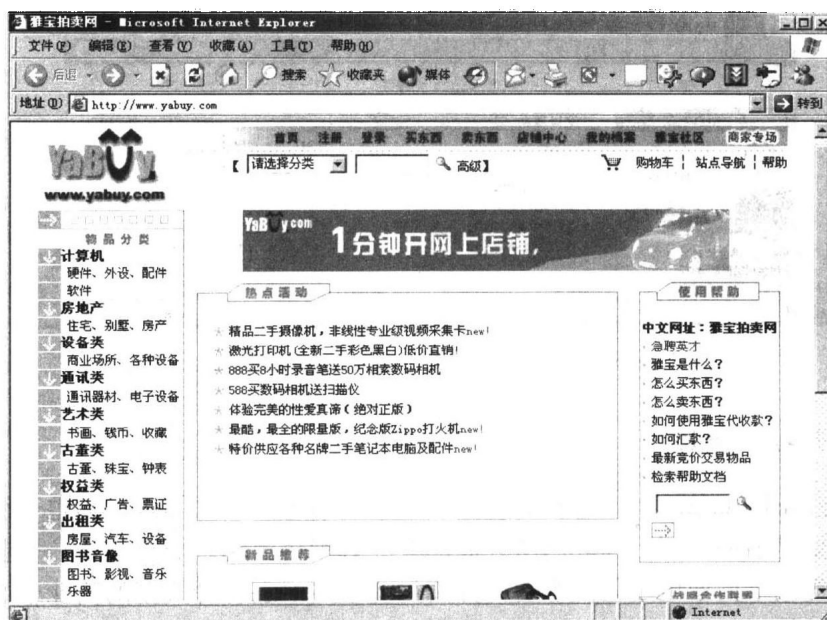 雅宝拍卖网 - Microsoft Internet Explorer
文件(F) 编辑(E) 查看(V) 收藏(A) 工具(T) 帮助(H)
后退 搜索 收藏夹 媒体
地址(D) http://www.yabuy.com 转到
YaBUy
www.yabuy.com
首页 注册 登录 买东西 卖东西 店铺中心 我的档案 雅宝社区 商家专场
【 请选择分类 高级】 购物车 ¦ 站点导航 ¦ 帮助
YaBUy com 1分钟开网上店铺,
物品分类
计算机
硬件、外设、配件
软件
房地产
住宅、别墅、房产
设备类
商业场所、各种设备
通讯类
通讯器材、电子设备
艺术类
书画、钱币、收藏
古董类
古董、珠宝、钟表
权益类
权益、广告、票证
出租类
房屋、汽车、设备
图书音像
图书、影视、音乐
乐器
热点活动
精品二手摄像机，非线性专业级视频采集卡new!
激光打印机(全新二手彩色黑白)低价直销!
888买8小时录音笔送50万相素数码相机
588买数码相机送扫描仪
体验完美的性爱真谛(绝对正版)
最酷，最全的限量版，纪念版Zippo打火机new!
特价供应各种名牌二手笔记本电脑及配件new!
新品推荐
使用帮助
中文网址：雅宝拍卖网
急聘英才
雅宝是什么?
怎么买东西?
怎么卖东西?
如何使用雅宝代收款?
如何汇款?
最新竞价交易物品
检索帮助文档
Internet